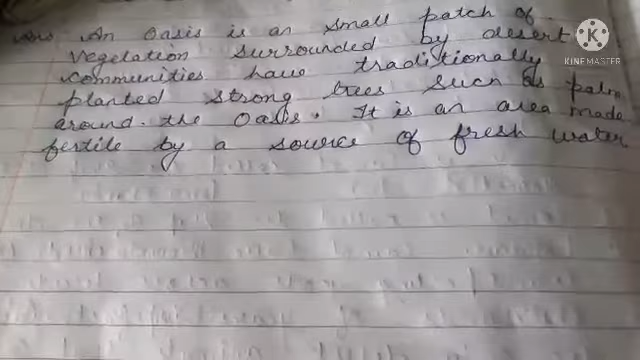 Ans An Oasis is an small patch of
vegetation surrounded by desert
communities have traditionally
planted strong trees such as palm
around the Oasis. It is an area made
fertile by a source of fresh water
KINEMASTER